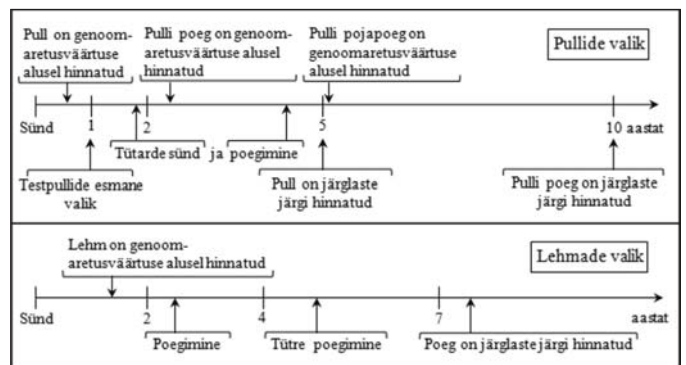 Pull on genoom-
aretusväärtuse
alusel hinnatud
Pulli poeg on genoom-
aretusväärtuse alusel
hinnatud
Pulli pojapoeg on
genoomaretusväärtuse
alusel hinnatud
Pullide valik
Sünd
1
2
5
10 aastat
Tütarde sünd ja poegimine
Testpullide esmane
valik
Pull on järglaste
järgi hinnatud
Pulli poeg on järglaste
järgi hinnatud
Lehm on genoom-
aretusväärtuse alusel hinnatud
Lehmade valik
Sünd
2
4
7
aastat
Poegimine
Tütre poegimine
Poeg on järglaste järgi hinnatud